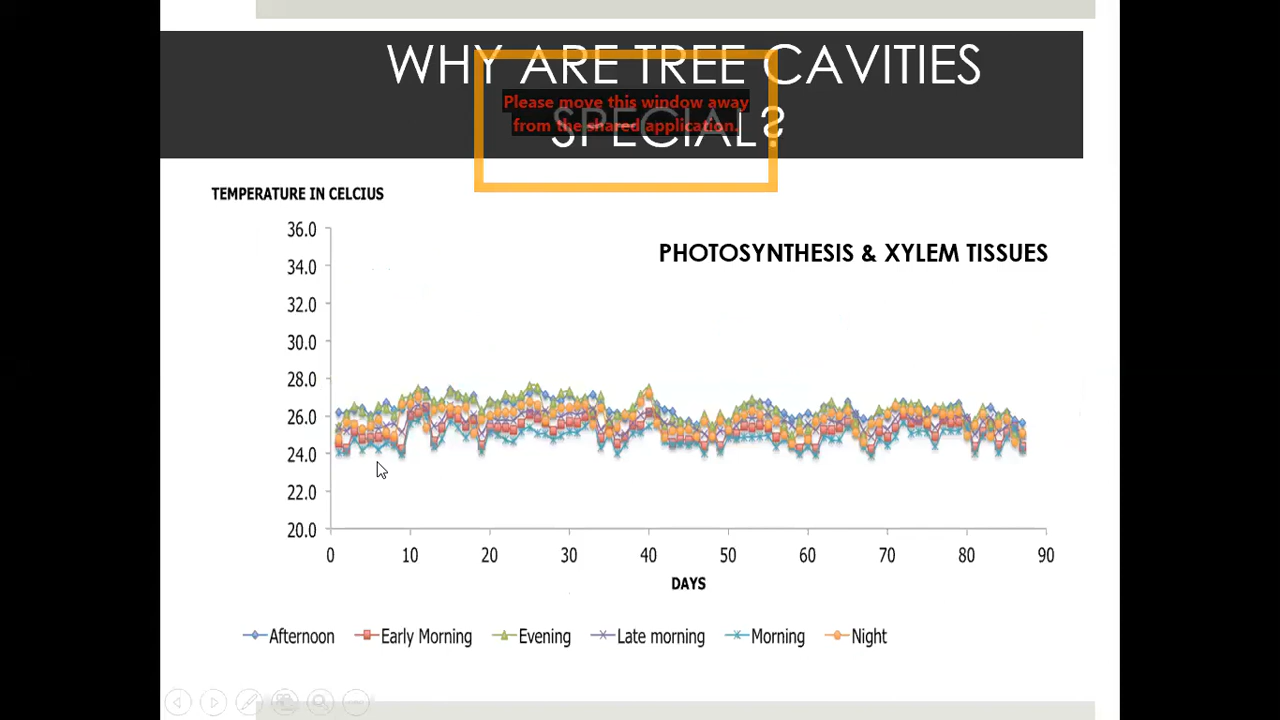 WHY ARE TREE CAVITIES
SPECIAL?
Please move this window away
from the shared application.
TEMPERATURE IN CELCIUS
PHOTOSYNTHESIS & XYLEM TISSUES
36.0
34.0
32.0
30.0
28.0
26.0
24.0
22.0
20.0
0 10 20 30 40 50 60 70 80 90
DAYS
Afternoon Early Morning Evening Late morning Morning Night